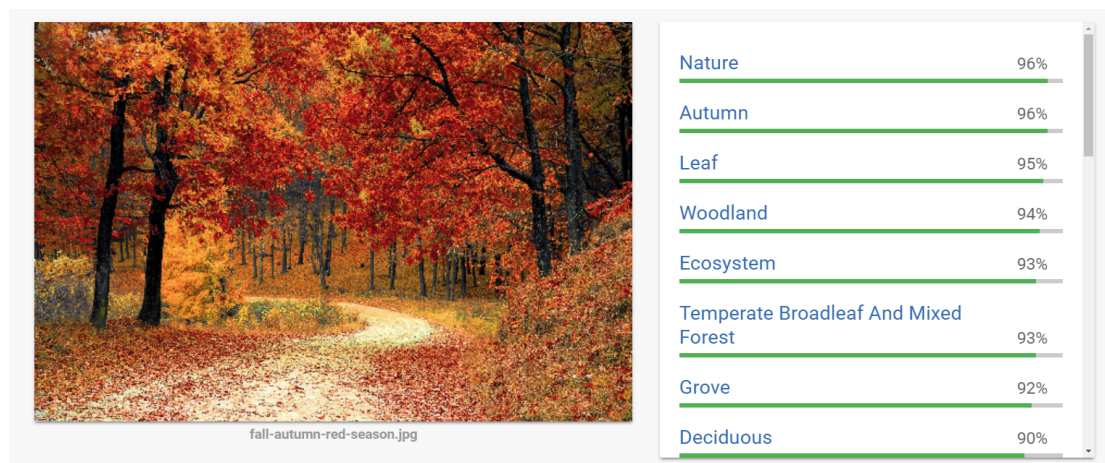 Nature 96%
Autumn 96%
Leaf 95%
Woodland 94%
Ecosystem 93%
Temperate Broadleaf And Mixed
Forest 93%
Grove 92%
Deciduous 90%
fall-autumn-red-season.jpg